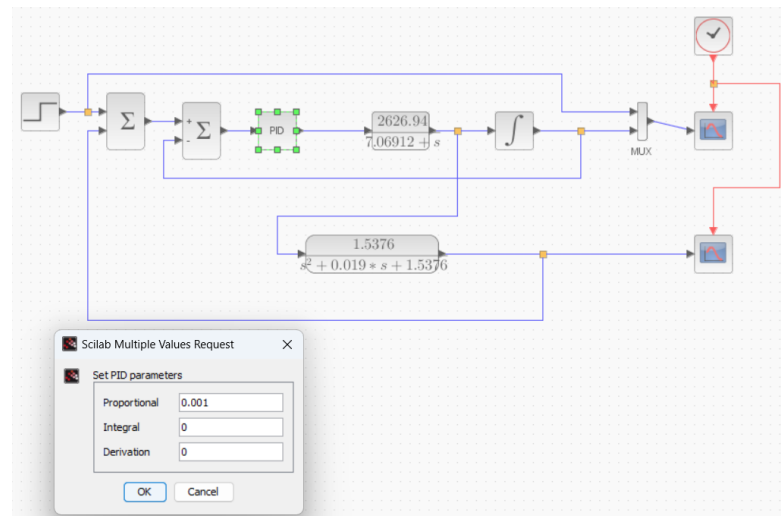 2626.94
Σ
+
Σ
-
PID
7.06912 + s
∫
MUX
1.5376
s² + 0.019 * s + 1.5376
Scilab Multiple Values Request
Set PID parameters
Proportional 0.001
Integral 0
Derivation 0
OK Cancel